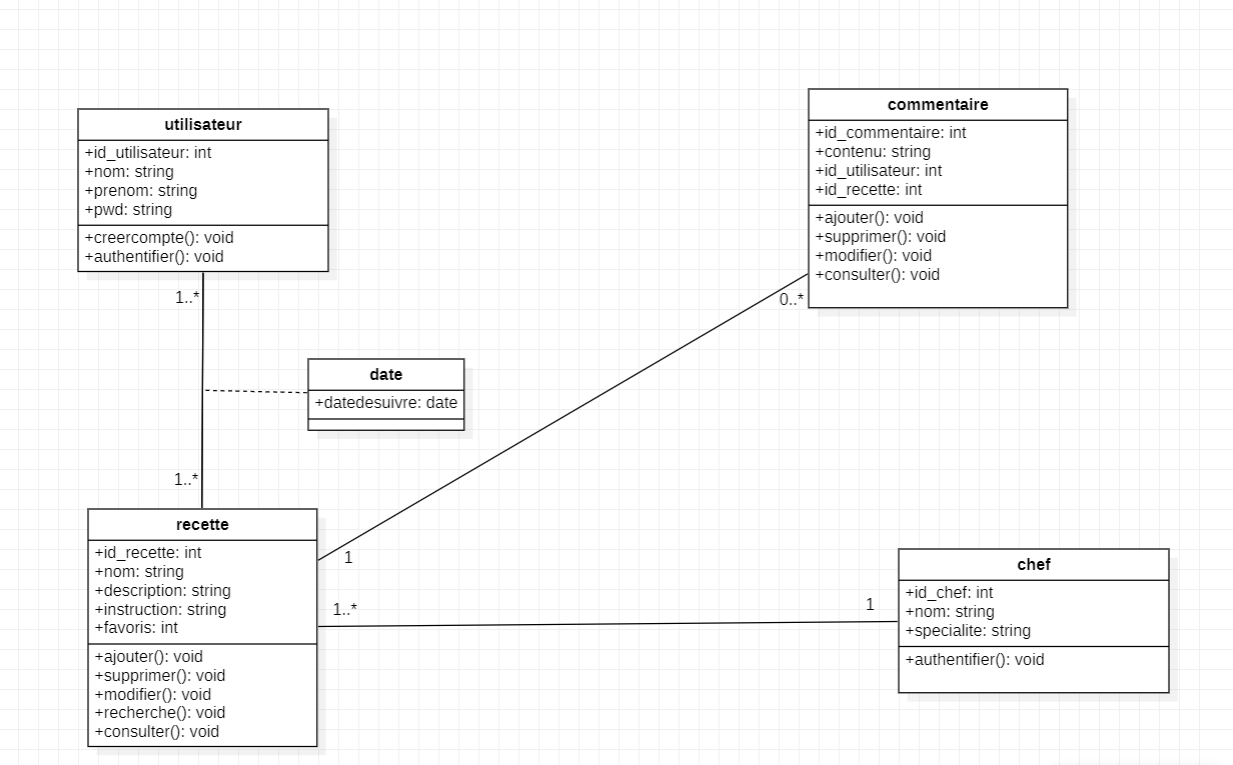 utilisateur
+id_utilisateur: int
+nom: string
+prenom: string
+pwd: string
+creercompte(): void
+authentifier(): void
commentaire
+id_commentaire: int
+contenu: string
+id_utilisateur: int
+id_recette: int
+ajouter(): void
+supprimer(): void
+modifier(): void
+consulter(): void
1..*
0..*
date
+datedesuivre: date
1..*
recette
+id_recette: int
+nom: string
+description: string
+instruction: string
+favoris: int
+ajouter(): void
+supprimer(): void
+modifier(): void
+recherche(): void
+consulter(): void
1
1..*
1
chef
+id_chef: int
+nom: string
+specialite: string
+authentifier(): void